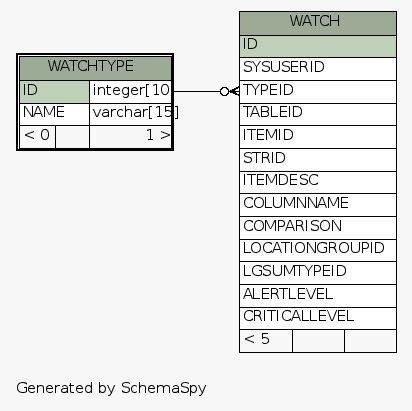 WATCHTYPE
ID integer[10]
NAME varchar[15]
< 0 1 >
WATCH
ID
SYSUSERID
TYPEID
TABLEID
ITEMID
STRID
ITEMDESC
COLUMNNAME
COMPARISON
LOCATIONGROUPID
LGSUMTYPEID
ALERTLEVEL
CRITICALLEVEL
< 5
Generated by SchemaSpy